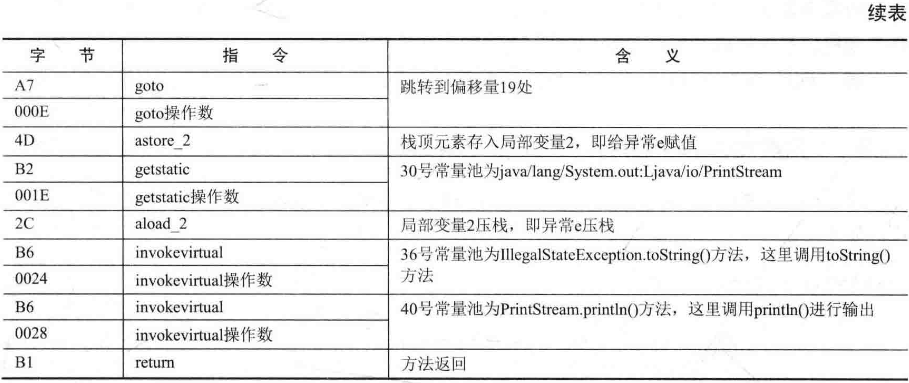 续表
字 节 指 令 含 义
A7 goto 跳转到偏移量19处
000E goto操作数
4D astore_2 栈顶元素存入局部变量2，即给异常e赋值
B2 getstatic 30号常量池为java/lang/System.out:Ljava/io/PrintStream
001E getstatic操作数
2C aload_2 局部变量2压栈，即异常e压栈
B6 invokevirtual 36号常量池为IllegalStateException.toString()方法，这里调用toString()
0024 invokevirtual操作数 方法
B6 invokevirtual 40号常量池为PrintStream.println()方法，这里调用println()进行输出
0028 invokevirtual操作数
B1 return 方法返回